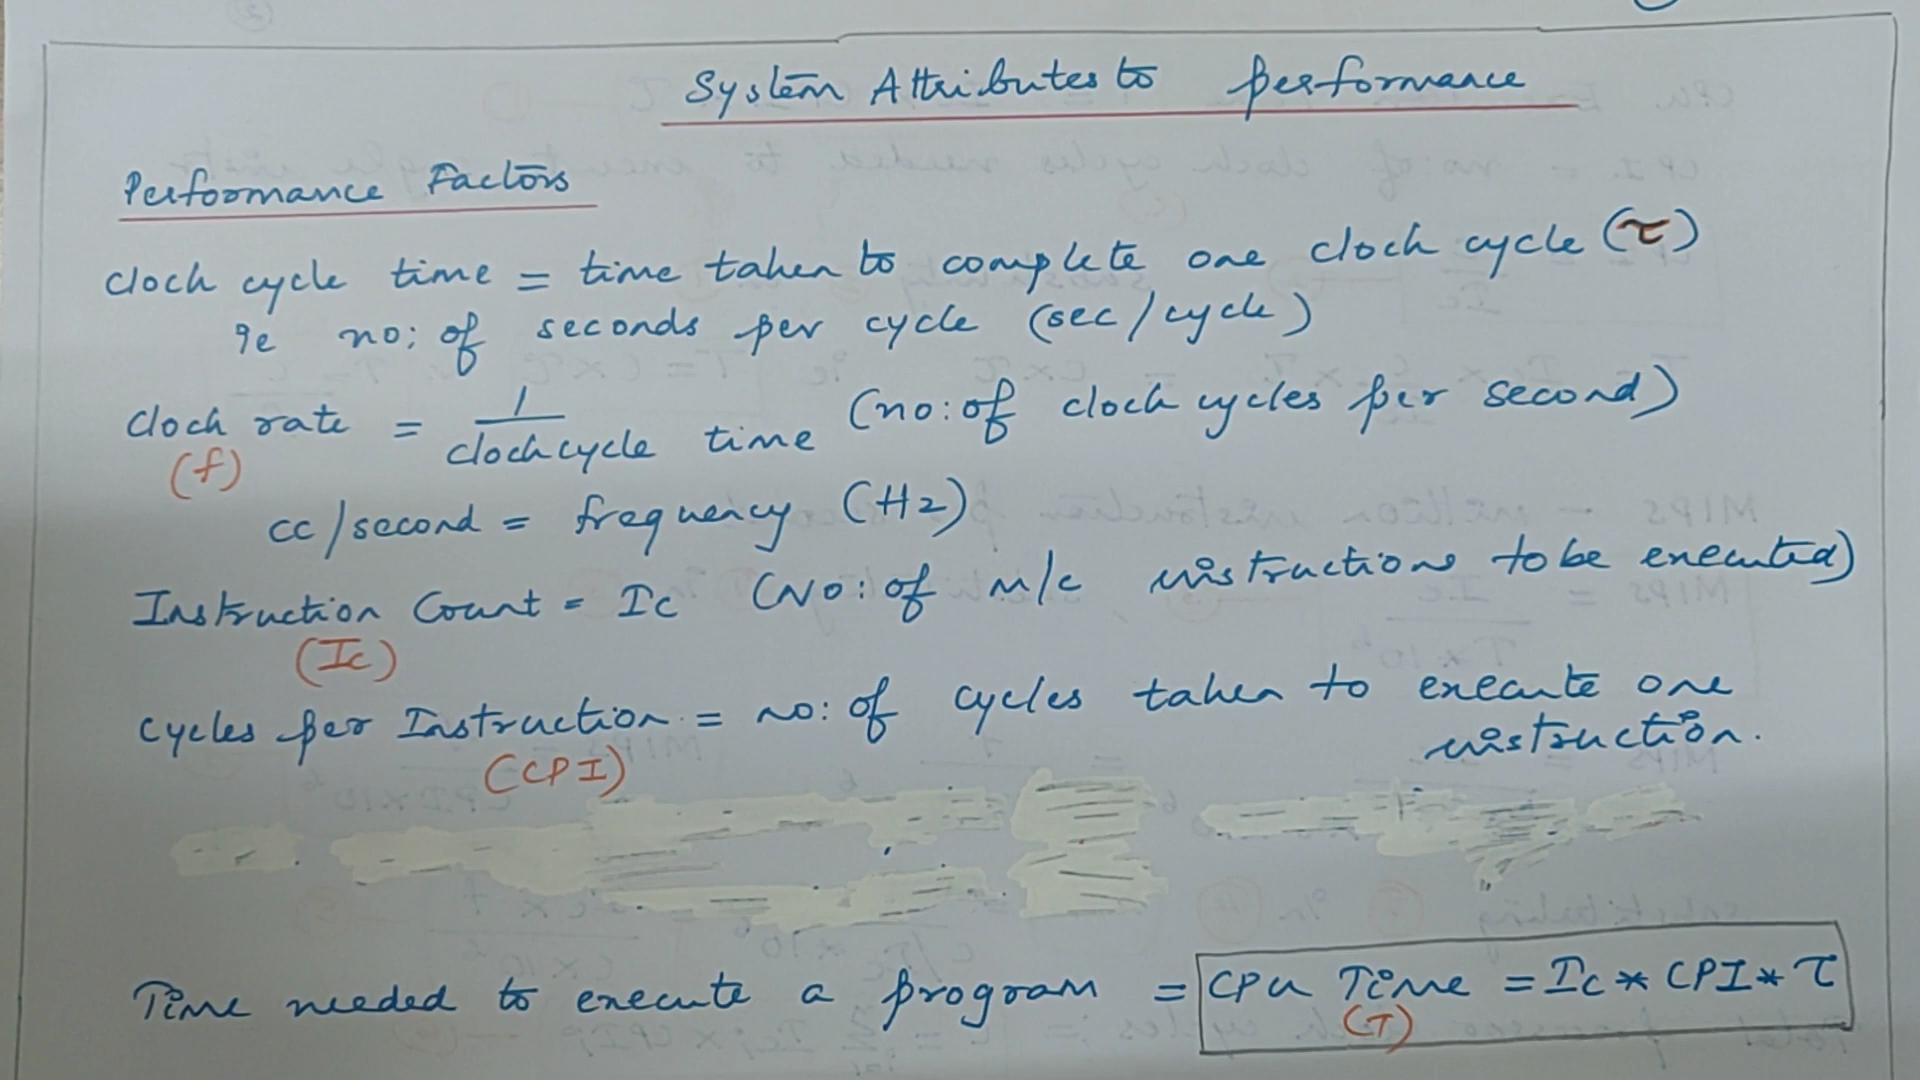 System Attributes to performance
Performance Factors
Clock cycle time = time taken to complete one clock cycle (τ)
ie no: of seconds per cycle (sec/cycle)
Clock rate = 1 / clock cycle time (no: of clock cycles per second)
(f)
cc/second = frequency (Hz)
Instruction Count = Ic (No: of m/c instructions to be executed)
(Ic)
Cycles per Instruction = no: of cycles taken to execute one
instruction.
(CPI)
Time needed to execute a program = CPU Time = Ic * CPI * τ
(T)